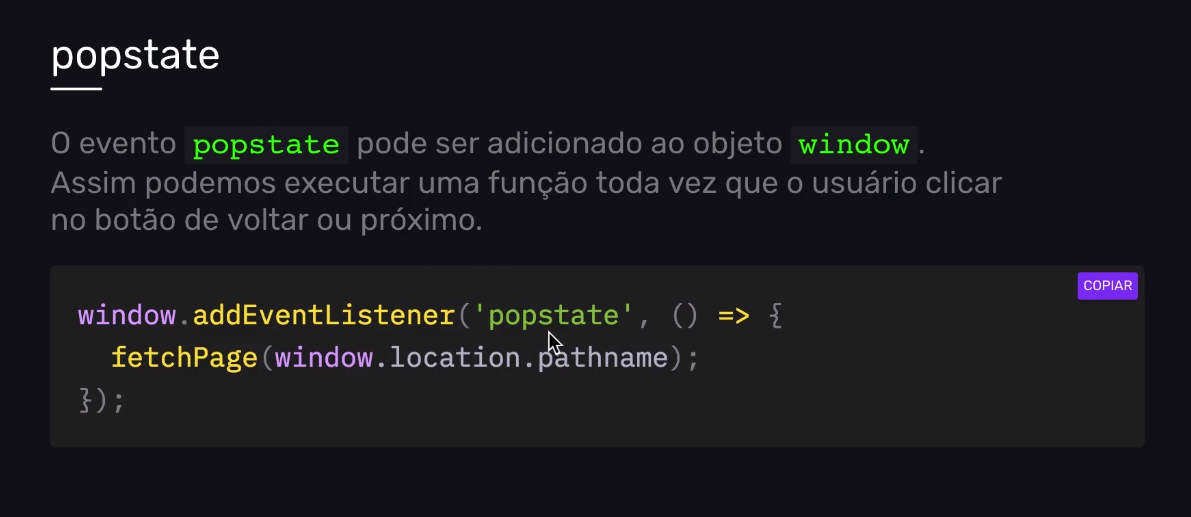 popstate
O evento popstate pode ser adicionado ao objeto window.
Assim podemos executar uma função toda vez que o usuário clicar
no botão de voltar ou próximo.
COPIAR
window.addEventListener('popstate', () => {
  fetchPage(window.location.pathname);
});